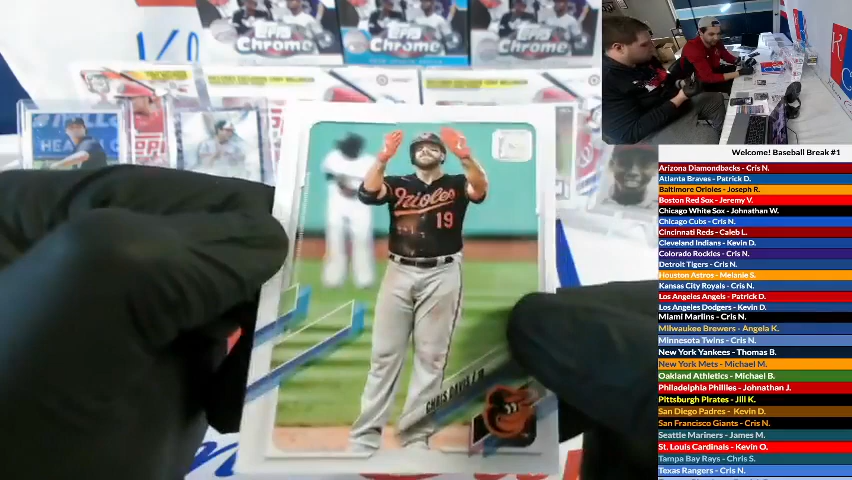 Topps
Chrome
Topps
Chrome
Topps
Chrome
Orioles
19
CHRIS DAVIS / 1B
Welcome! Baseball Break #1
Arizona Diamondbacks - Cris N.
Atlanta Braves - Patrick D.
Baltimore Orioles - Joseph R.
Boston Red Sox - Jeremy V.
Chicago White Sox - Johnathan W.
Chicago Cubs - Cris N.
Cincinnati Reds - Caleb L.
Cleveland Indians - Kevin D.
Colorado Rockies - Cris N.
Detroit Tigers - Cris N.
Houston Astros - Melanie S.
Kansas City Royals - Cris N.
Los Angeles Angels - Patrick D.
Los Angeles Dodgers - Kevin D.
Miami Marlins - Cris N.
Milwaukee Brewers - Angela K.
Minnesota Twins - Cris N.
New York Yankees - Thomas B.
New York Mets - Michael M.
Oakland Athletics - Michael B.
Philadelphia Phillies - Johnathan J.
Pittsburgh Pirates - Jill K.
San Diego Padres - Kevin D.
San Francisco Giants - Cris N.
Seattle Mariners - James M.
St. Louis Cardinals - Kevin O.
Tampa Bay Rays - Chris S.
Texas Rangers - Cris N.